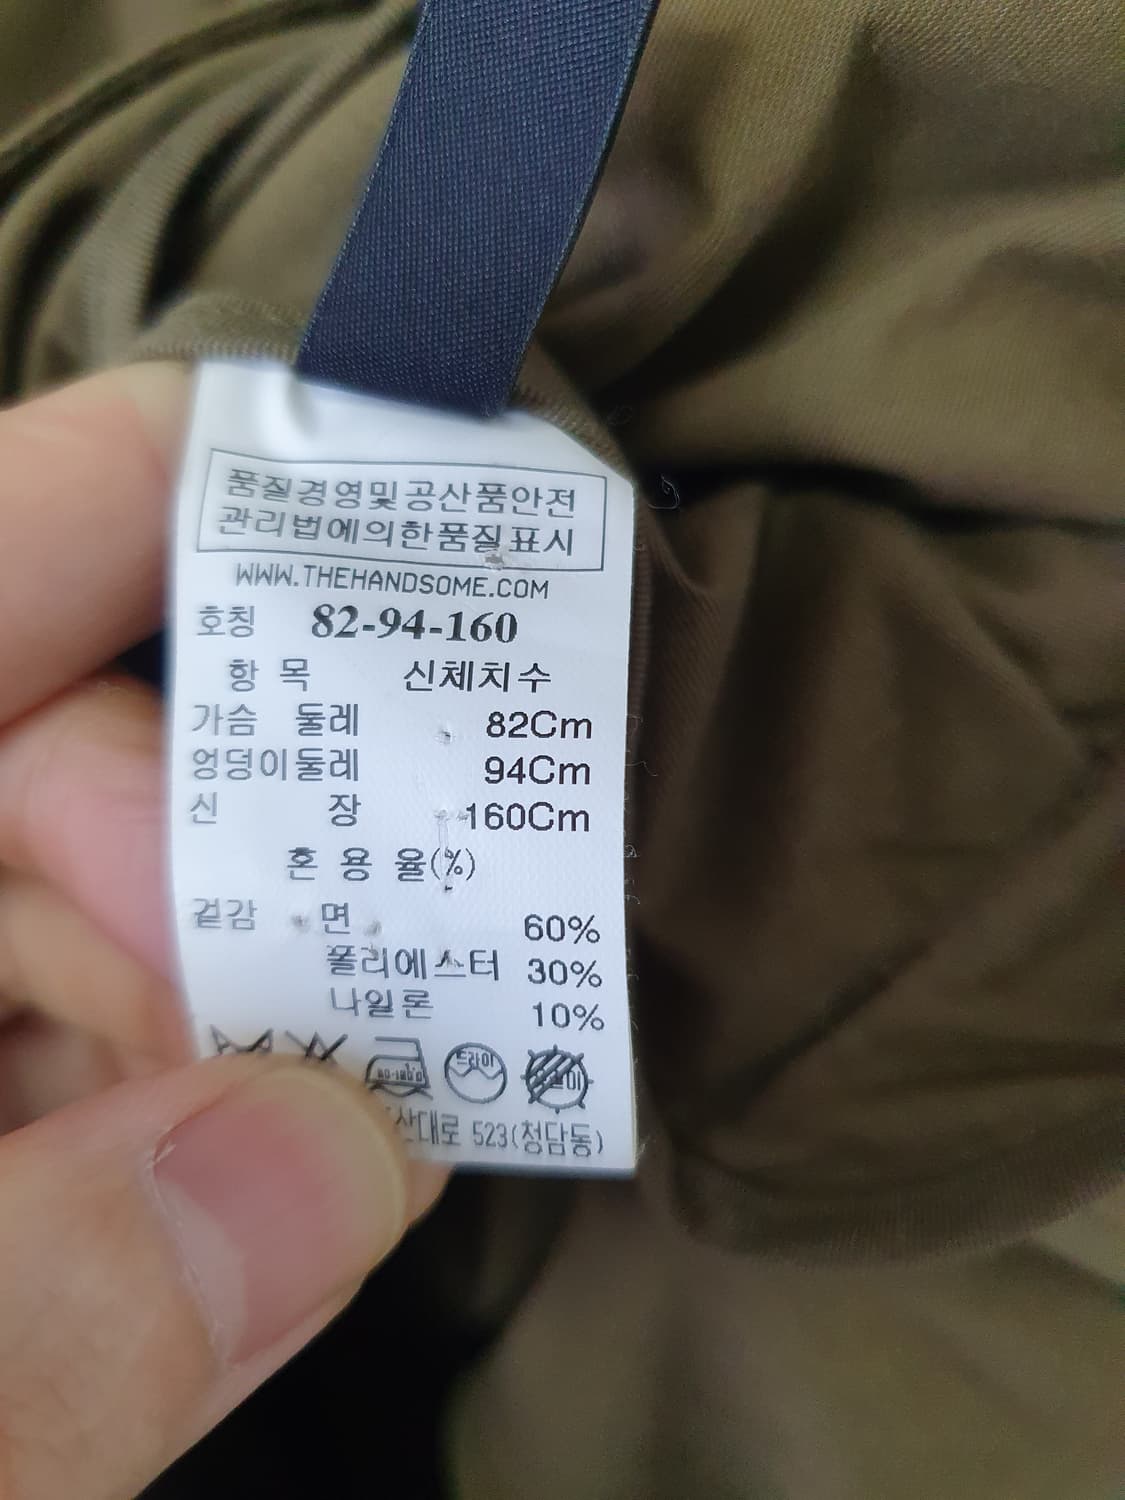 품질경영및공산품안전
관리법에의한품질표시
WWW.THEHANDSOME.COM
호칭 82-94-160
항 목 신체치수
가슴 둘레 82Cm
엉덩이둘레 94Cm
신 장 160Cm
혼 용 율(%)
겉감 면 60%
폴리에스터 30%
나일론 10%
드라이
산대로 523(청담동)